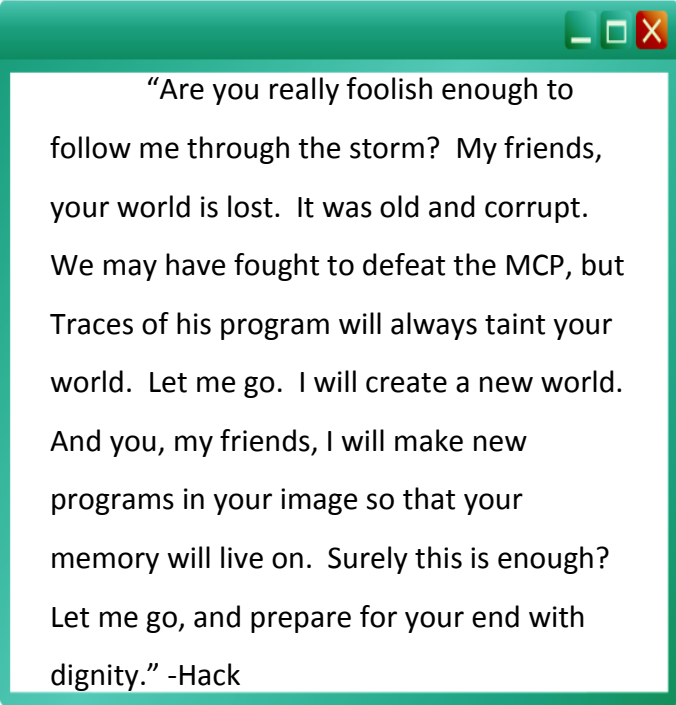 “Are you really foolish enough to
follow me through the storm?  My friends,
your world is lost.  It was old and corrupt.
We may have fought to defeat the MCP, but
Traces of his program will always taint your
world.  Let me go.  I will create a new world.
And you, my friends, I will make new
programs in your image so that your
memory will live on.  Surely this is enough?
Let me go, and prepare for your end with
dignity.” -Hack